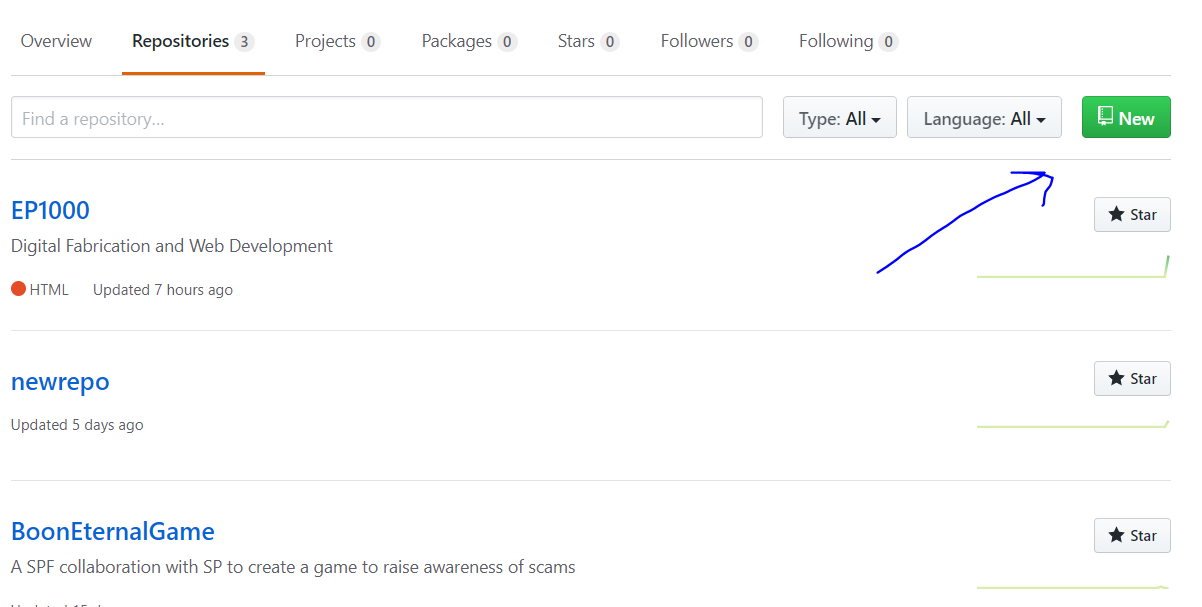 Overview Repositories 3 Projects 0 Packages 0 Stars 0 Followers 0 Following 0
Find a repository... Type: All Language: All New
EP1000
Star
Digital Fabrication and Web Development
HTML Updated 7 hours ago
newrepo
Star
Updated 5 days ago
BoonEternalGame
Star
A SPF collaboration with SP to create a game to raise awareness of scams